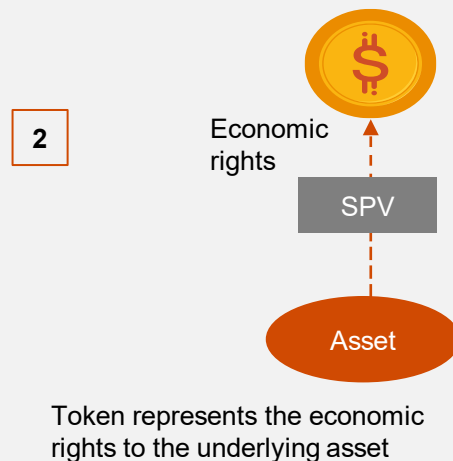 $
2
Economic
rights
SPV
Asset
Token represents the economic
rights to the underlying asset